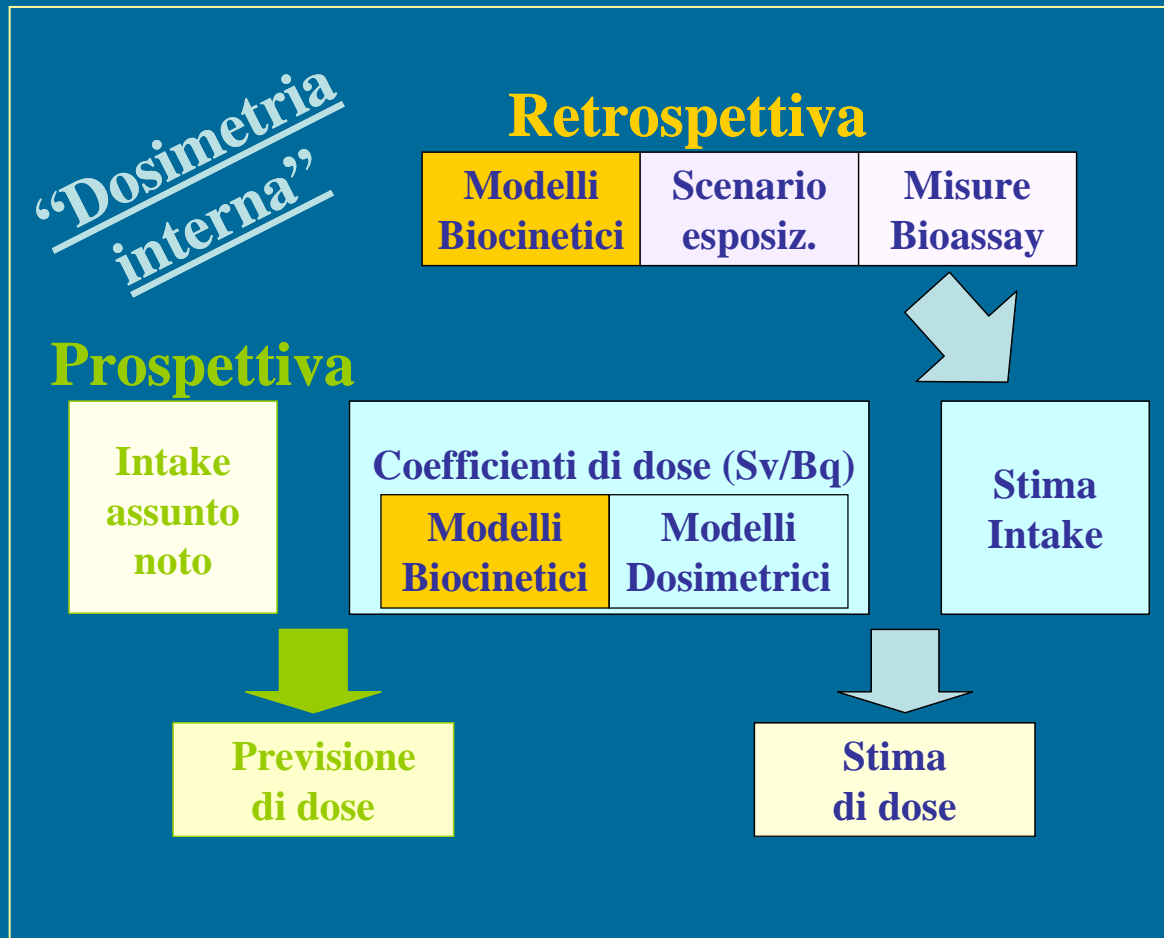 “Dosimetria
interna”
Retrospettiva
Modelli
Biocinetici
Scenario
esposiz.
Misure
Bioassay
Prospettiva
Intake
assunto
noto
Coefficienti di dose (Sv/Bq)
Modelli
Biocinetici
Modelli
Dosimetrici
Stima
Intake
Previsione
di dose
Stima
di dose